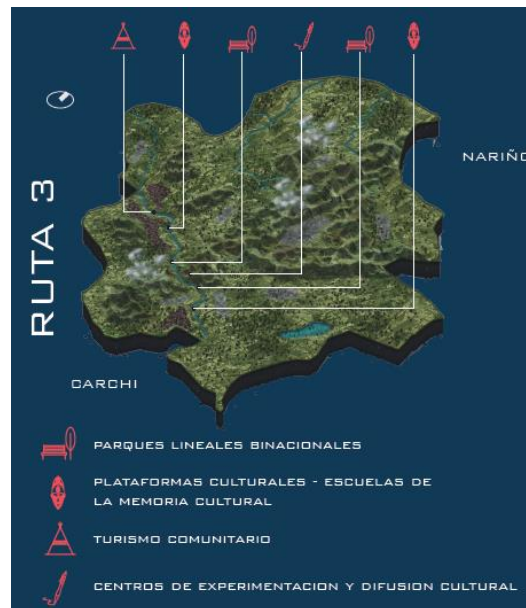 NARIÑO
RUTA 3
CARCHI
PARQUES LINEALES BINACIONALES
PLATAFORMAS CULTURALES - ESCUELAS DE
LA MEMORIA CULTURAL
TURISMO COMUNITARIO
CENTROS DE EXPERIMENTACION Y DIFUSION CULTURAL